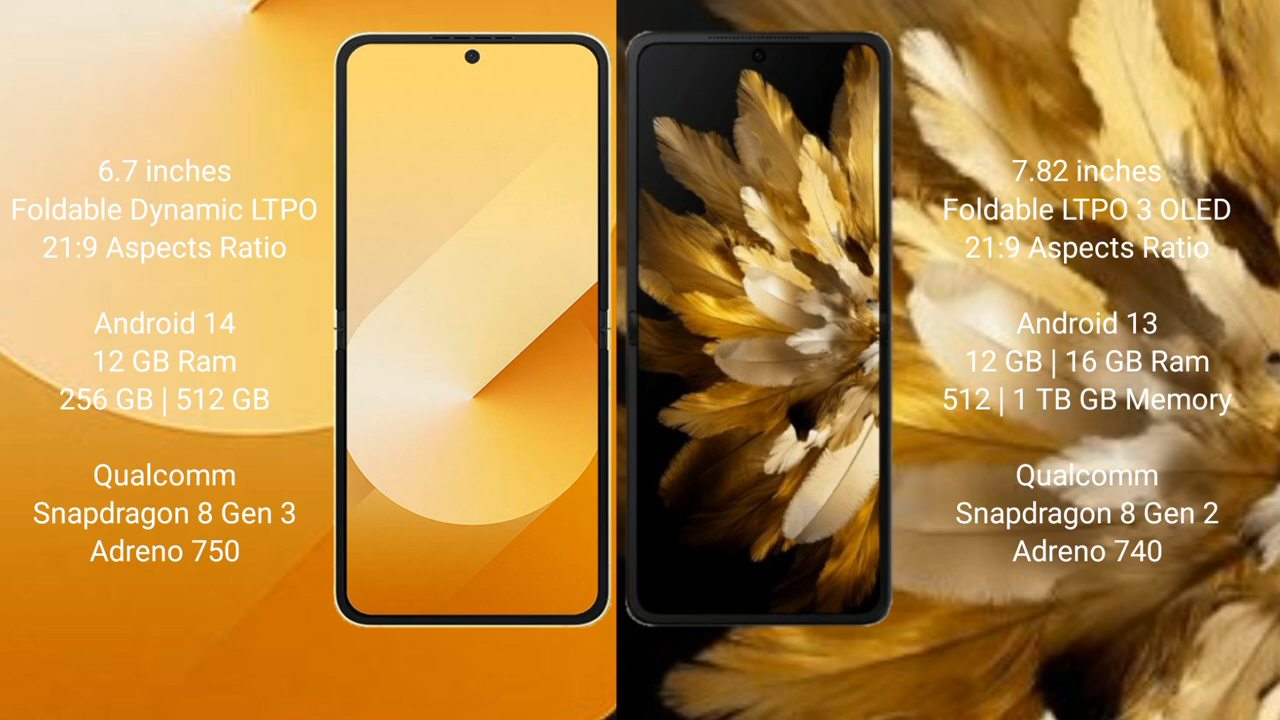 6.7 inches
Foldable Dynamic LTPO
21:9 Aspects Ratio
Android 14
12 GB Ram
256 GB | 512 GB
Qualcomm
Snapdragon 8 Gen 3
Adreno 750
7.82 inches
Foldable LTPO 3 OLED
21:9 Aspects Ratio
Android 13
12 GB | 16 GB Ram
512 | 1 TB GB Memory
Qualcomm
Snapdragon 8 Gen 2
Adreno 740